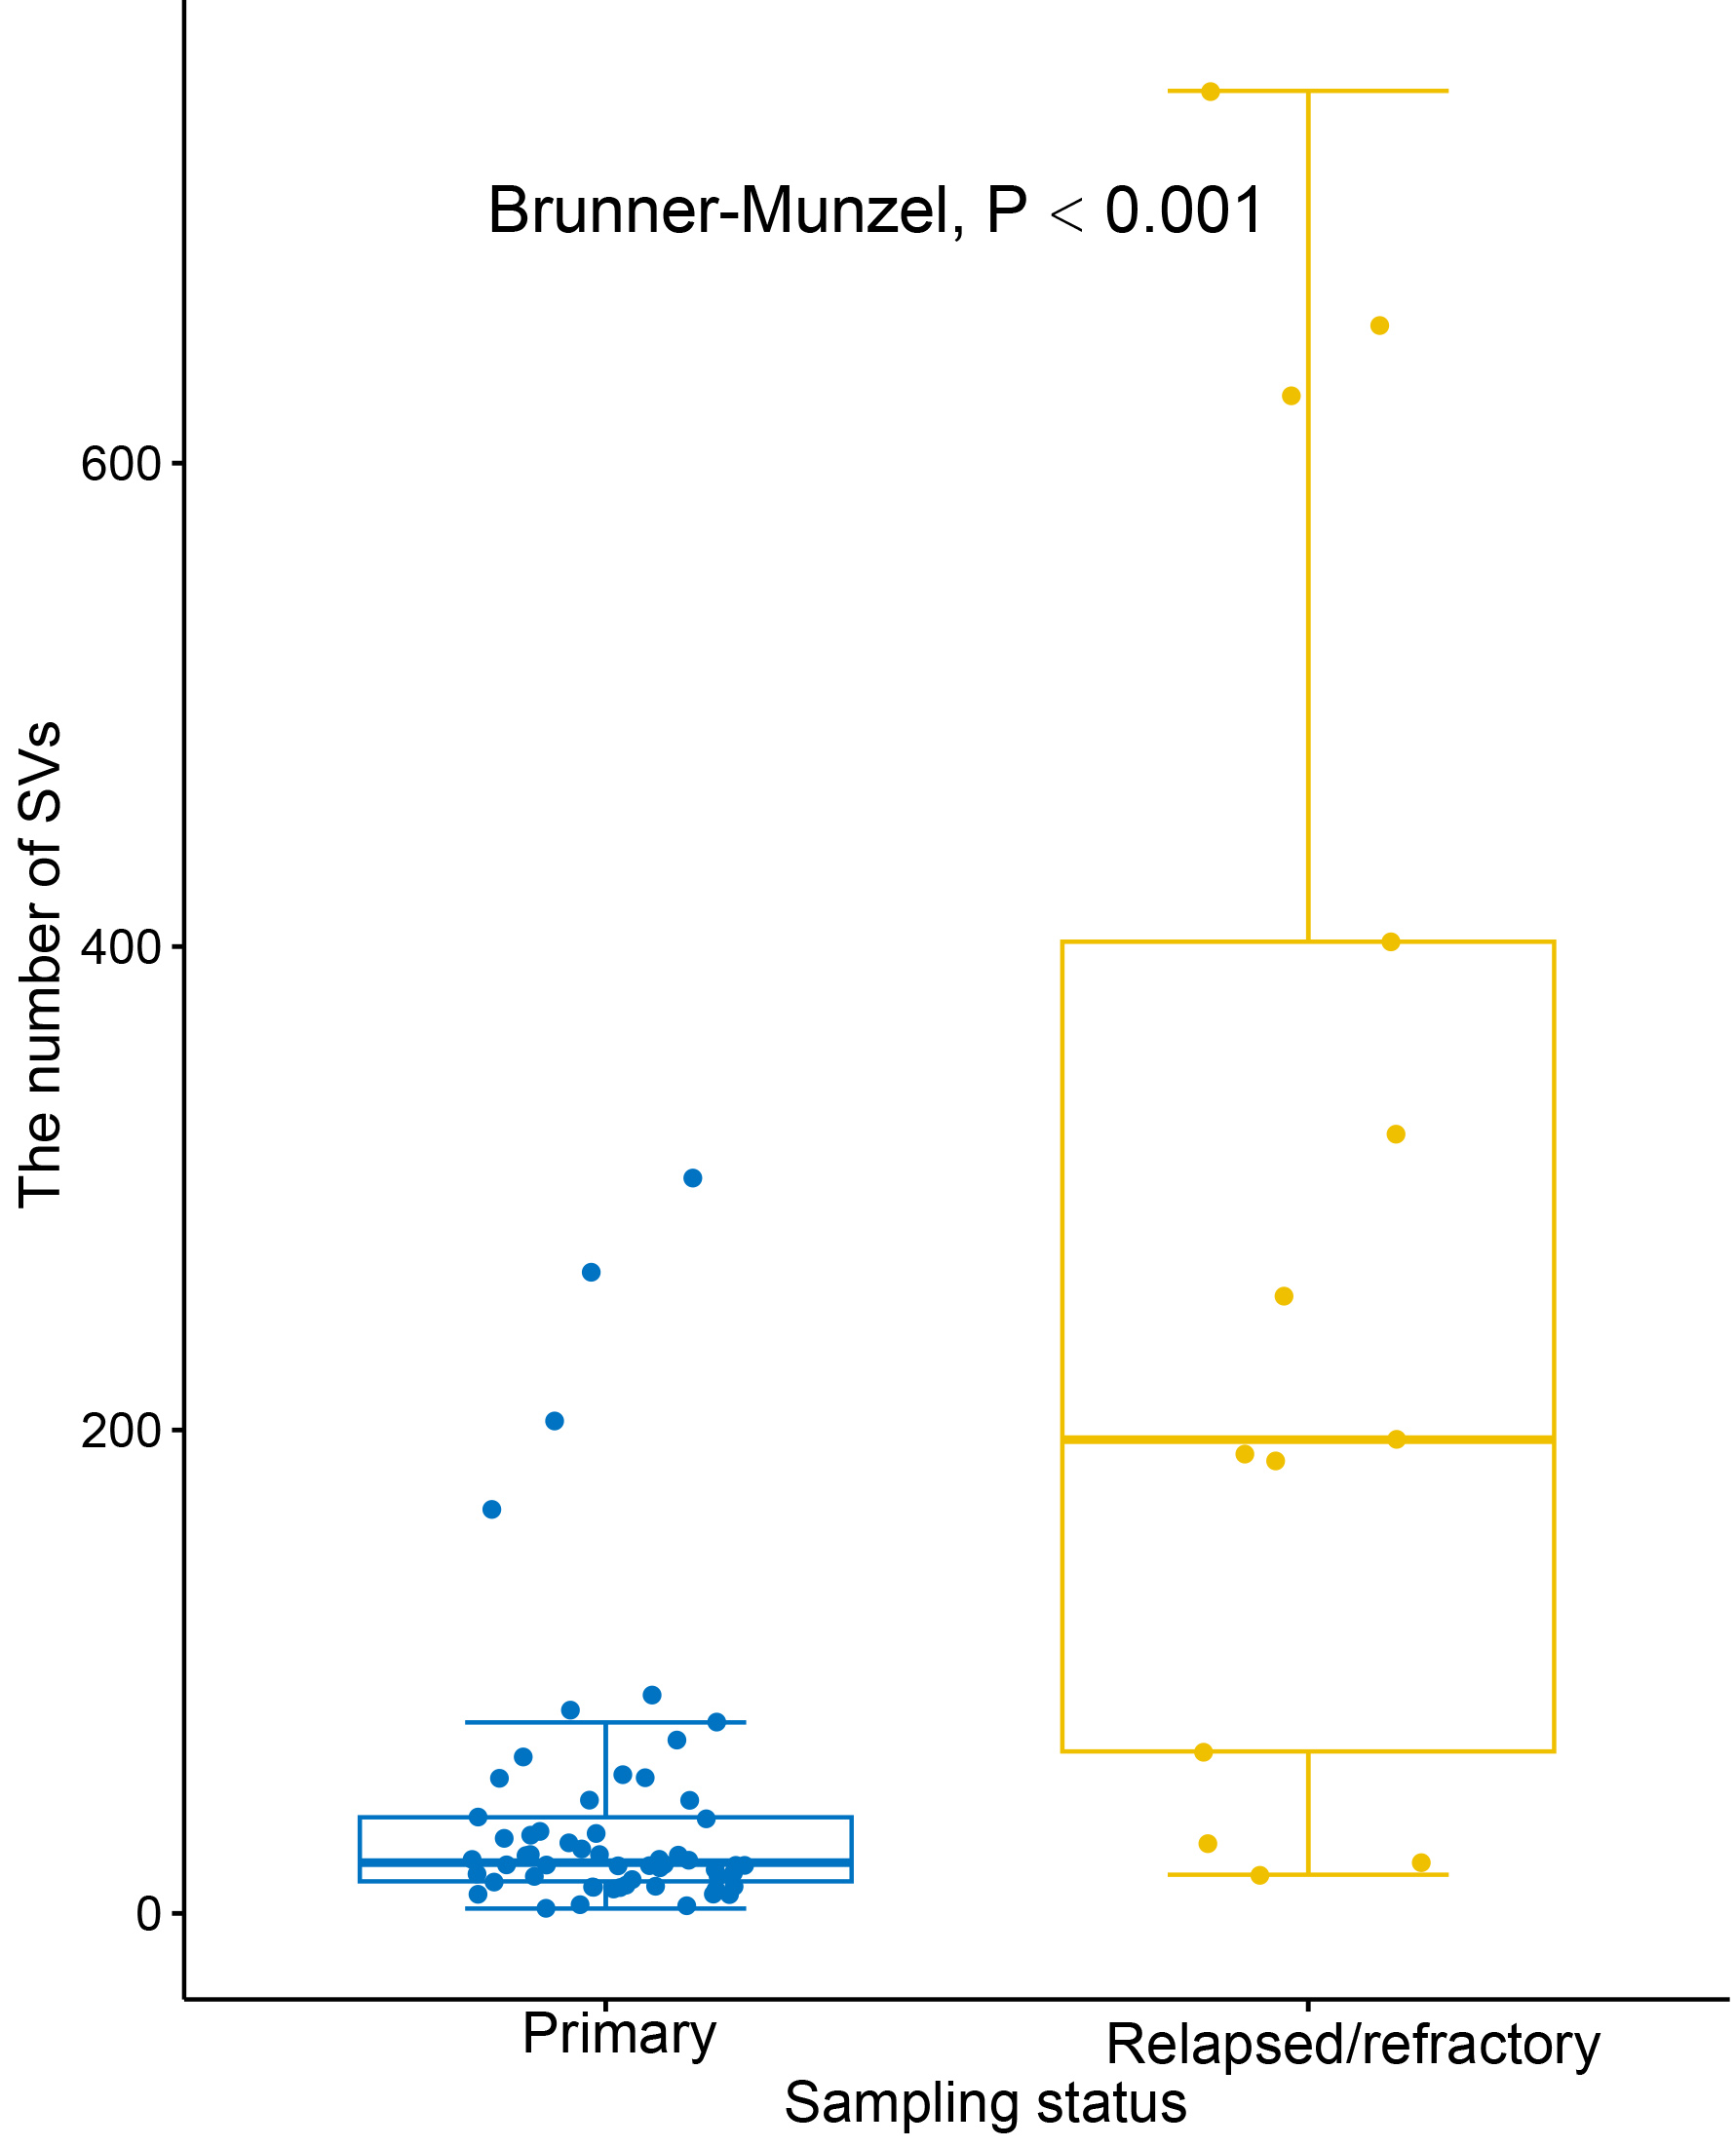 Brunner-Munzel, P < 0.001
The number of SVs
600
400
200
0
Primary
Relapsed/refractory
Sampling status